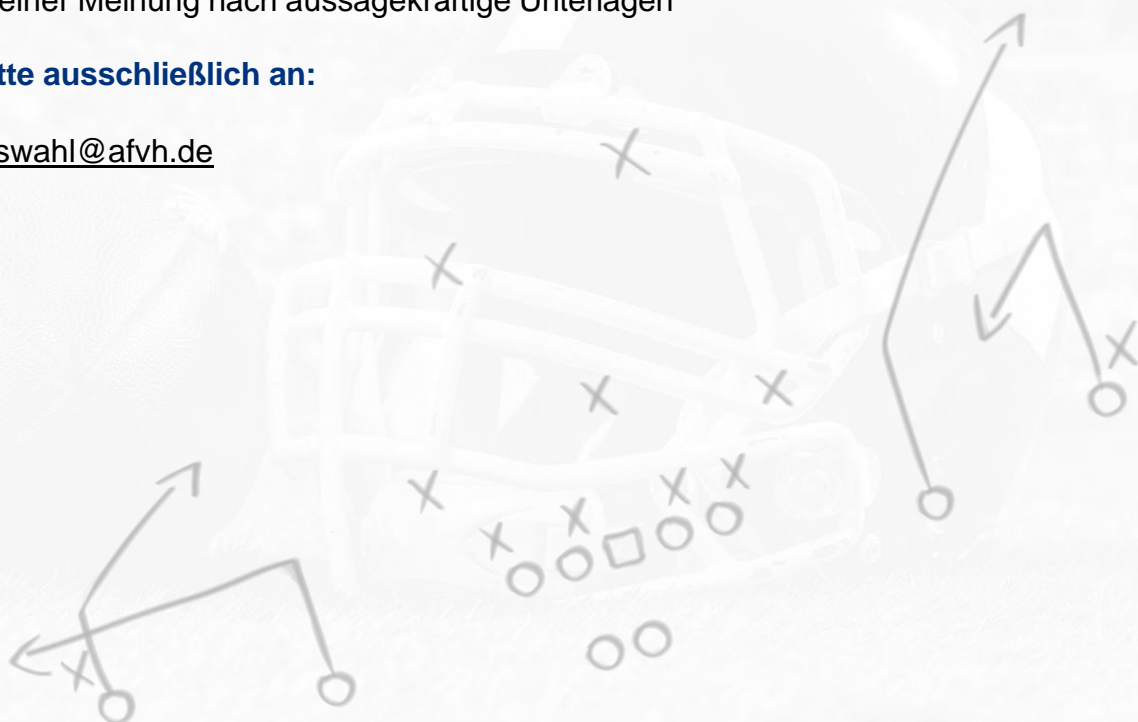 einer Meinung nach aussagekräftige Unterlagen
tte ausschließlich an:
swahl@afvh.de